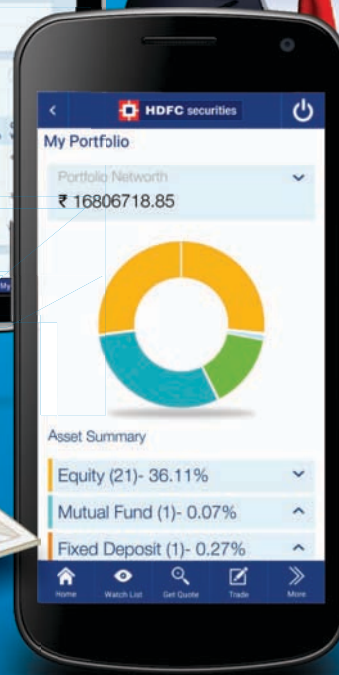 HDFC securities
My Portfolio
Portfolio Networth
₹ 16806718.85
Asset Summary
Equity (21)- 36.11%
Mutual Fund (1)- 0.07%
Fixed Deposit (1)- 0.27%
Home Watch List Get Quote Trade More
My